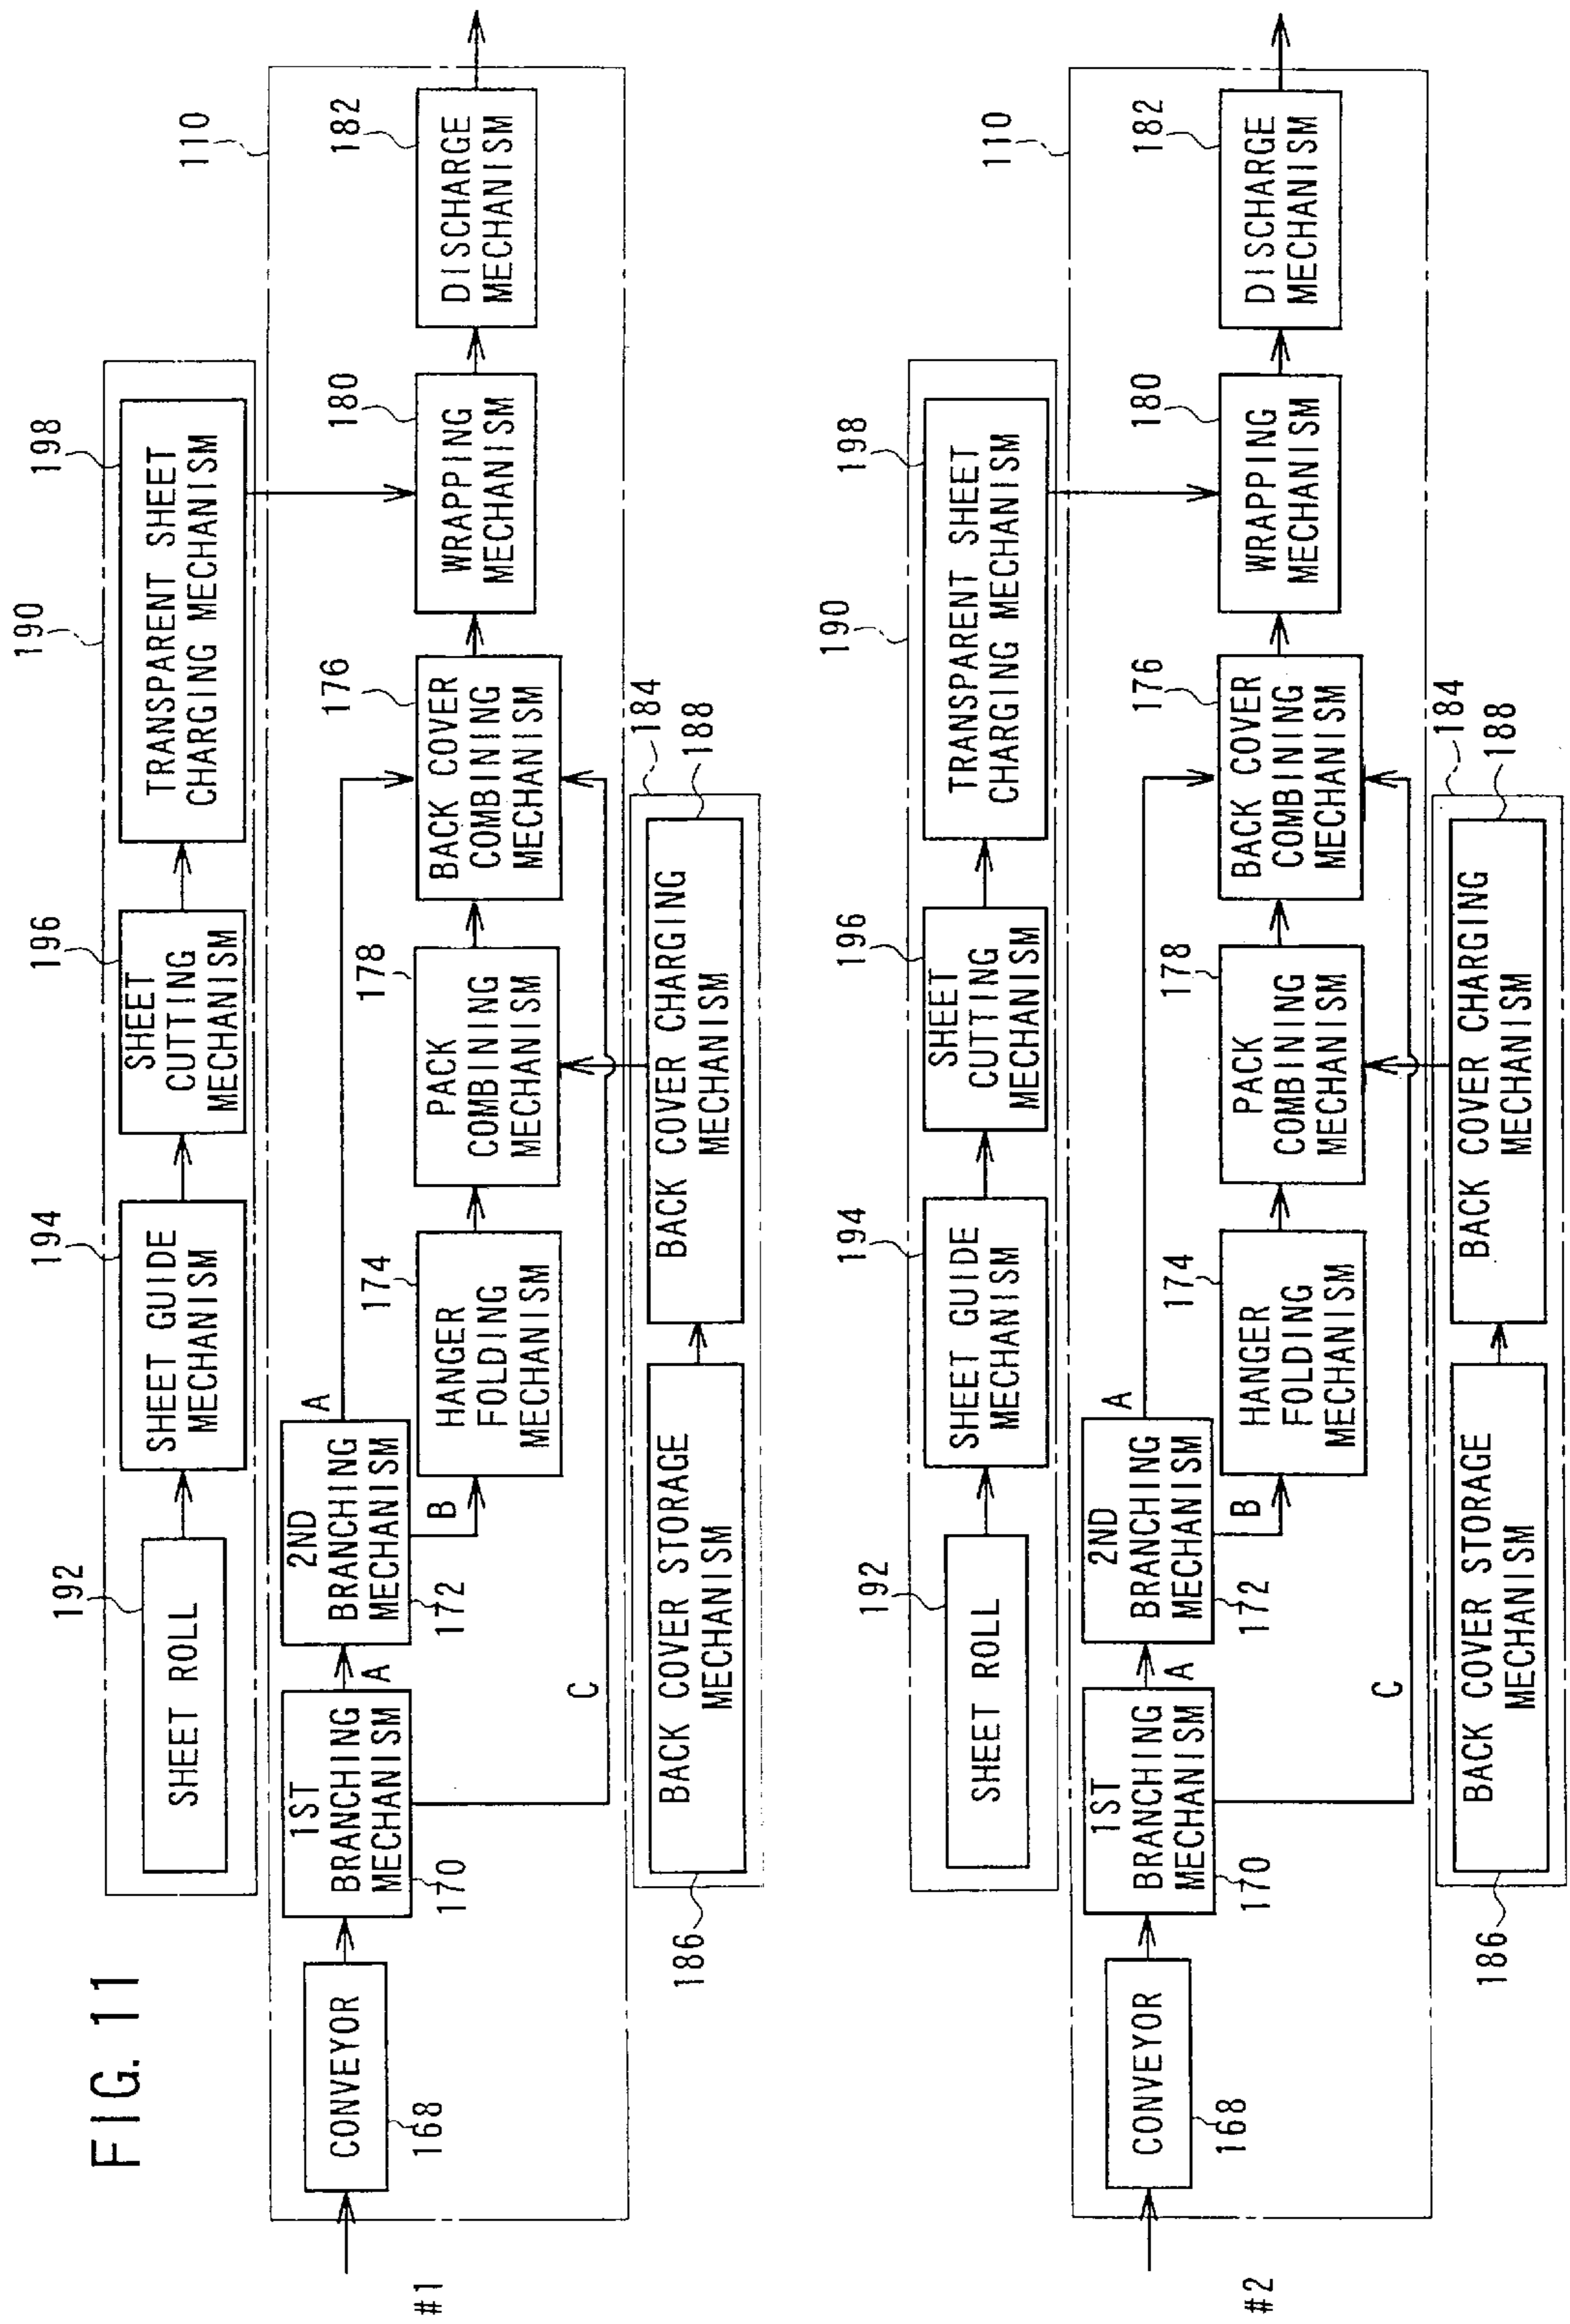 FIG. 11
#1
190
192
SHEET ROLL
194
SHEET GUIDE
MECHANISM
196
SHEET
CUTTING
MECHANISM
198
TRANSPARENT SHEET
CHARGING MECHANISM
110
CONVEYOR
168
1ST
BRANCHING
MECHANISM
170
A
C
2ND
BRANCHING
MECHANISM
172
A
B
HANGER
FOLDING
MECHANISM
174
PACK
COMBINING
MECHANISM
178
BACK COVER
COMBINING
MECHANISM
176
WRAPPING
MECHANISM
180
DISCHARGE
MECHANISM
182
184
BACK COVER STORAGE
MECHANISM
186
BACK COVER CHARGING
MECHANISM
188
#2
190
192
SHEET ROLL
194
SHEET GUIDE
MECHANISM
196
SHEET
CUTTING
MECHANISM
198
TRANSPARENT SHEET
CHARGING MECHANISM
110
CONVEYOR
168
1ST
BRANCHING
MECHANISM
170
A
C
2ND
BRANCHING
MECHANISM
172
A
B
HANGER
FOLDING
MECHANISM
174
PACK
COMBINING
MECHANISM
178
BACK COVER
COMBINING
MECHANISM
176
WRAPPING
MECHANISM
180
DISCHARGE
MECHANISM
182
184
BACK COVER STORAGE
MECHANISM
186
BACK COVER CHARGING
MECHANISM
188